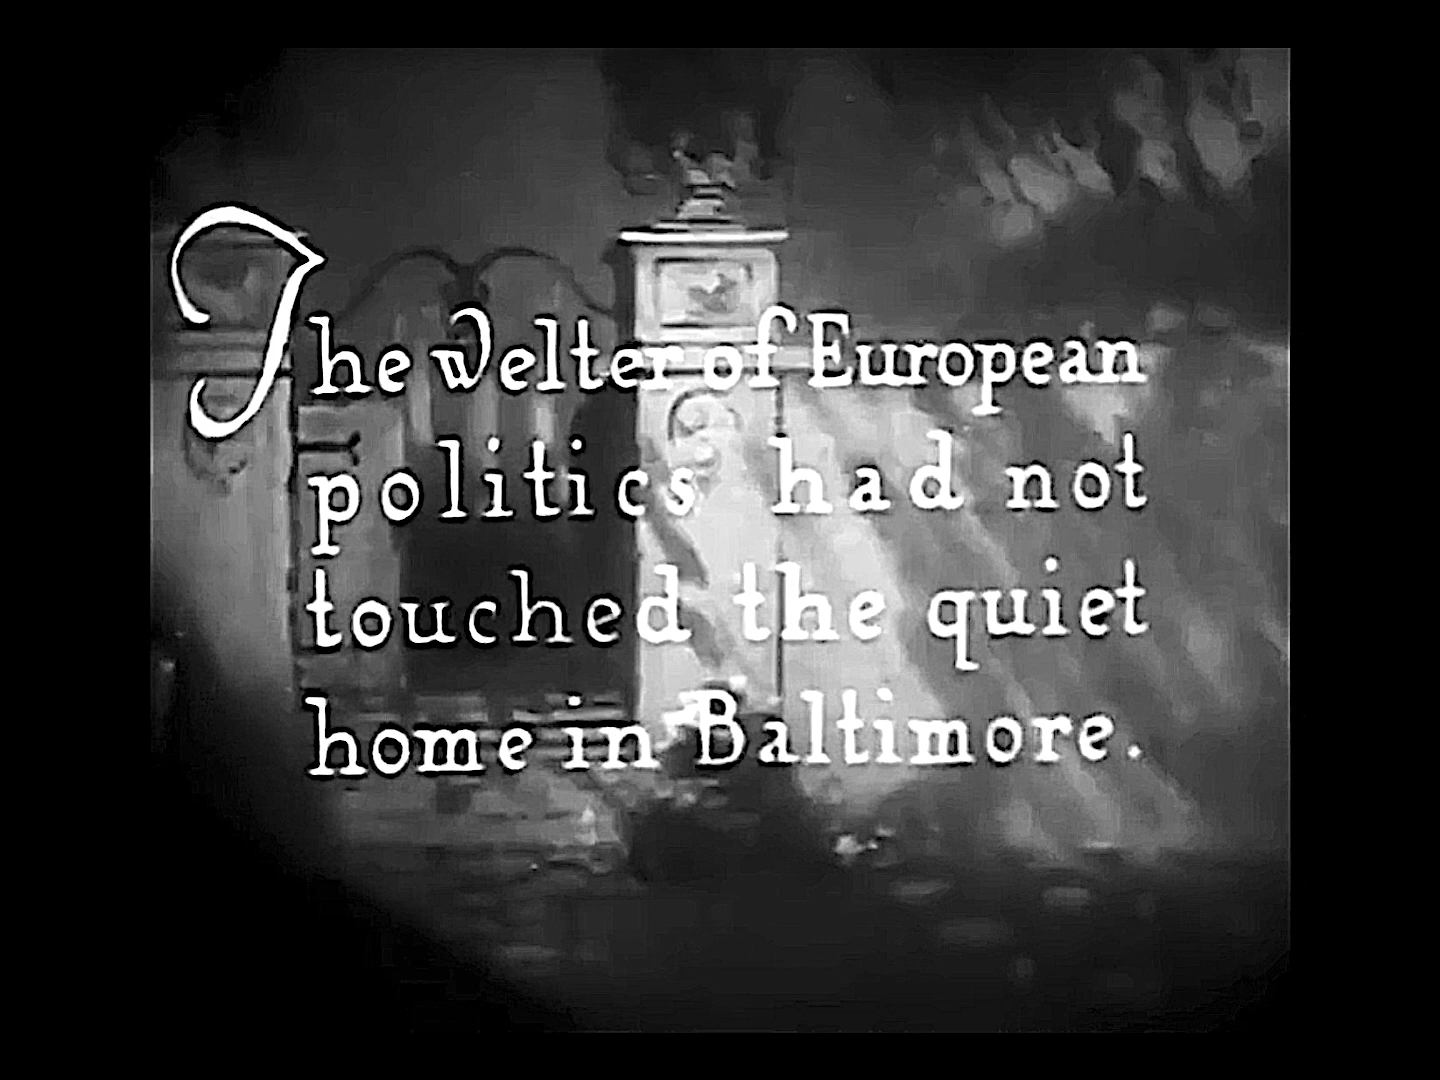 The welter of European
politics had not
touched the quiet
home in Baltimore.